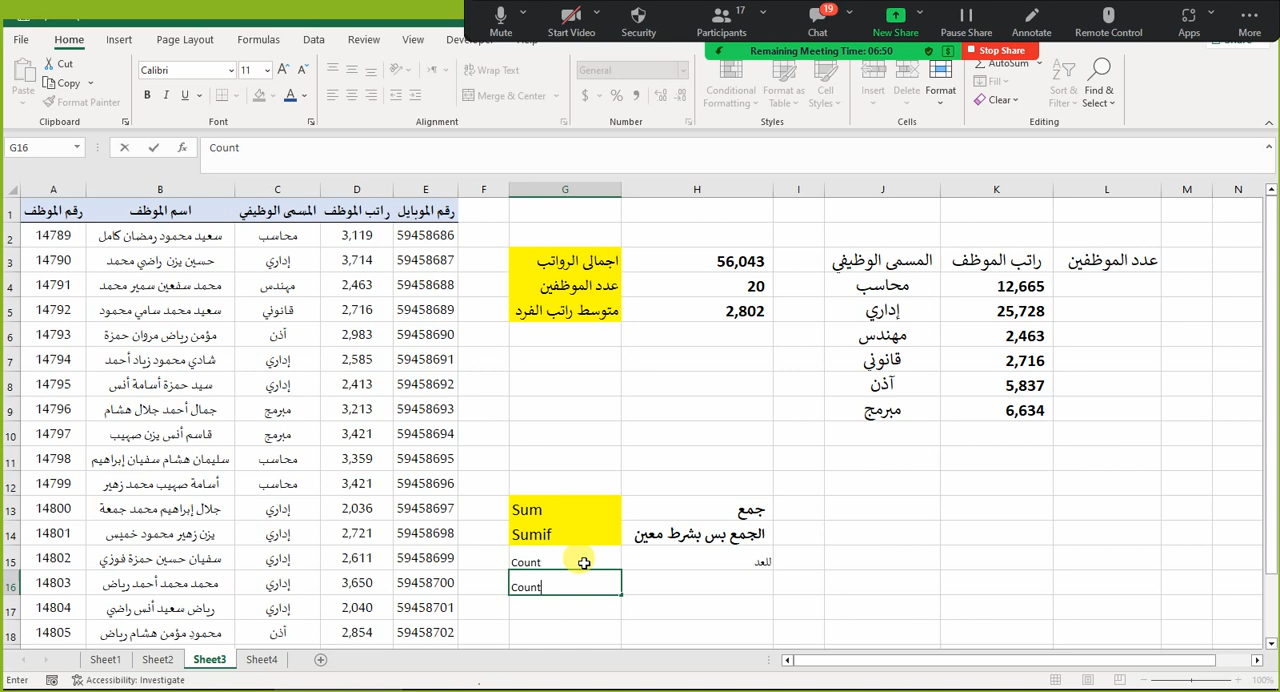 Mute
Start Video
Security
Participants 17
Chat 19
New Share
Pause Share
Annotate
Remote Control
Apps
More
Remaining Meeting Time: 06:50
Stop Share
File Home Insert Page Layout Formulas Data Review View
Paste
Cut
Copy
Format Painter
Clipboard
Calibri 11
B I U
Font
Wrap Text
Merge & Center
Alignment
General
Number
Conditional Formatting
Format as Table
Cell Styles
Styles
Insert Delete Format
Cells
AutoSum
Fill
Clear
Sort & Filter
Find & Select
Editing
G16 fx Count
A B C D E F G H I J K L M N
1 رقم الموظف اسم الموظف المسمى الوظيفي راتب الموظف رقم الموبايل
2 14789 سعيد محمود رمضان كامل محاسب 3,119 59458686
3 14790 حسين يزن راضي محمد إداري 3,714 59458687 اجمالى الرواتب 56,043 المسمى الوظيفي راتب الموظف عدد الموظفين
4 14791 محمد سفعين سمير محمد مهندس 2,463 59458688 عدد الموظفين 20 محاسب 12,665
5 14792 سعيد محمد سامي محمود قانوني 2,716 59458689 متوسط راتب الفرد 2,802 إداري 25,728
6 14793 مؤمن رياض مروان حمزة آذن 2,983 59458690 مهندس 2,463
7 14794 شادي محمود زياد أحمد إداري 2,585 59458691 قانوني 2,716
8 14795 سيد حمزة أسامة أنس إداري 2,413 59458692 آذن 5,837
9 14796 جمال أحمد جلال هشام مبرمج 3,213 59458693 مبرمج 6,634
10 14797 قاسم أنس يزن صهيب مبرمج 3,421 59458694
11 14798 سليمان هشام سفيان إبراهيم محاسب 3,359 59458695
12 14799 أسامة صهيب محمد زهير محاسب 3,421 59458696
13 14800 جلال إبراهيم محمد جمعة إداري 2,036 59458697 Sum جمع
14 14801 يزن زهير محمود خميس إداري 2,721 59458698 Sumif الجمع بس بشرط معين
15 14802 سفيان حسين حمزة فوزي إداري 2,611 59458699 Count للعد
16 14803 محمد محمد أحمد رياض إداري 3,650 59458700 Count
17 14804 رياض سعيد أنس راضي إداري 2,040 59458701
18 14805 محمود مؤمن هشام رياض آذن 2,854 59458702
Sheet1 Sheet2 Sheet3 Sheet4
Enter Accessibility: Investigate 100%